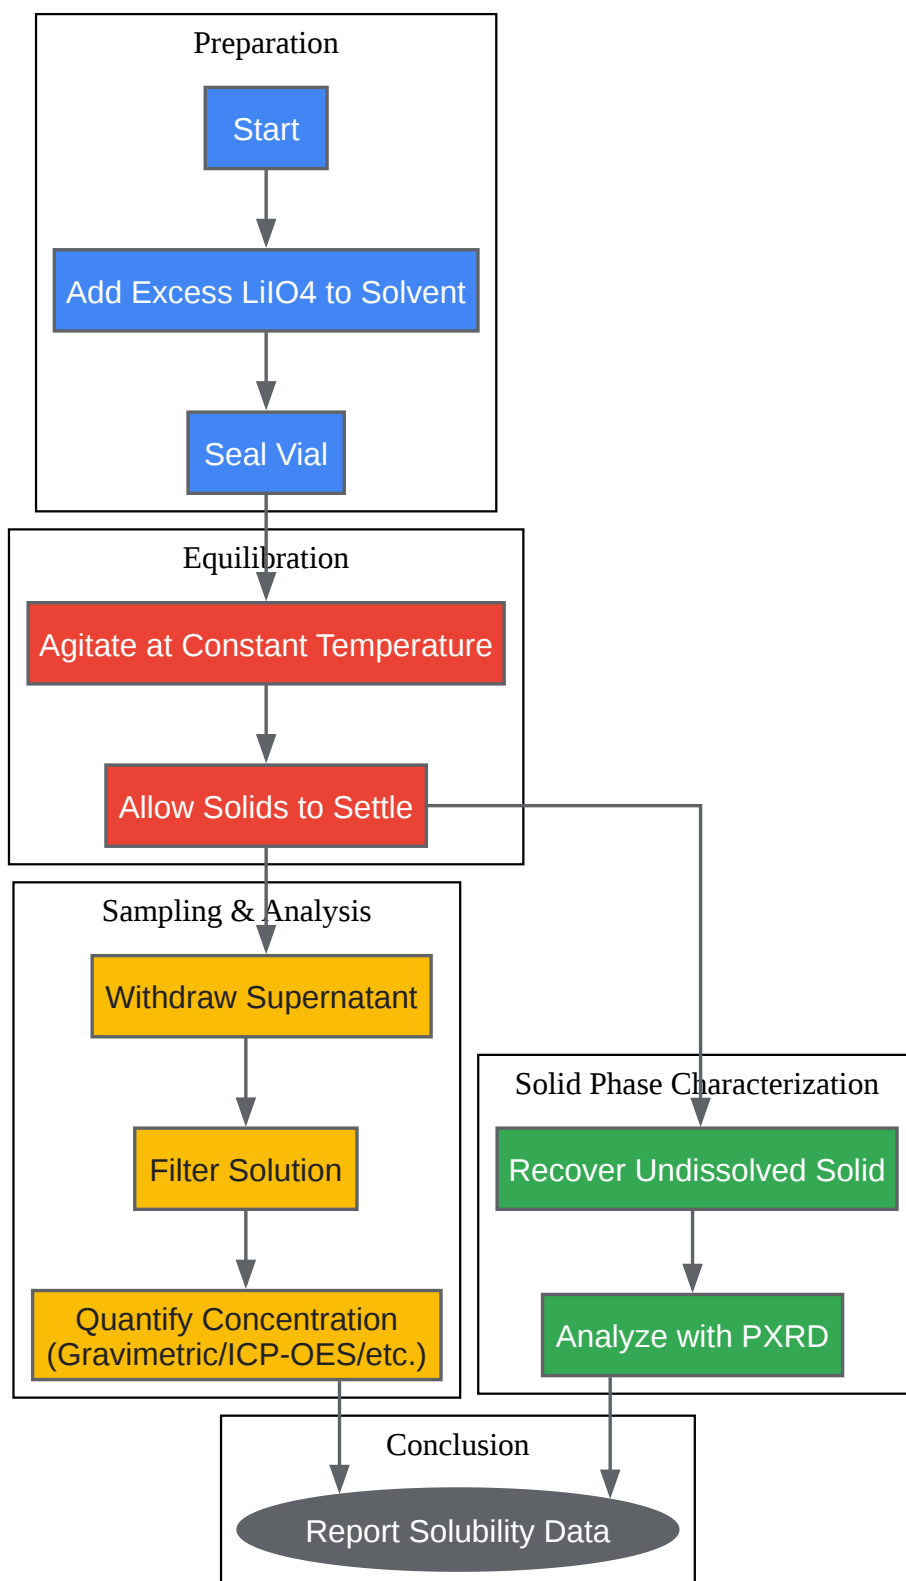 Preparation
Start
Add Excess LiIO4 to Solvent
Seal Vial
Equilibration
Agitate at Constant Temperature
Allow Solids to Settle
Sampling & Analysis
Withdraw Supernatant
Filter Solution
Quantify Concentration
(Gravimetric/ICP-OES/etc.)
Solid Phase Characterization
Recover Undissolved Solid
Analyze with PXRD
Conclusion
Report Solubility Data